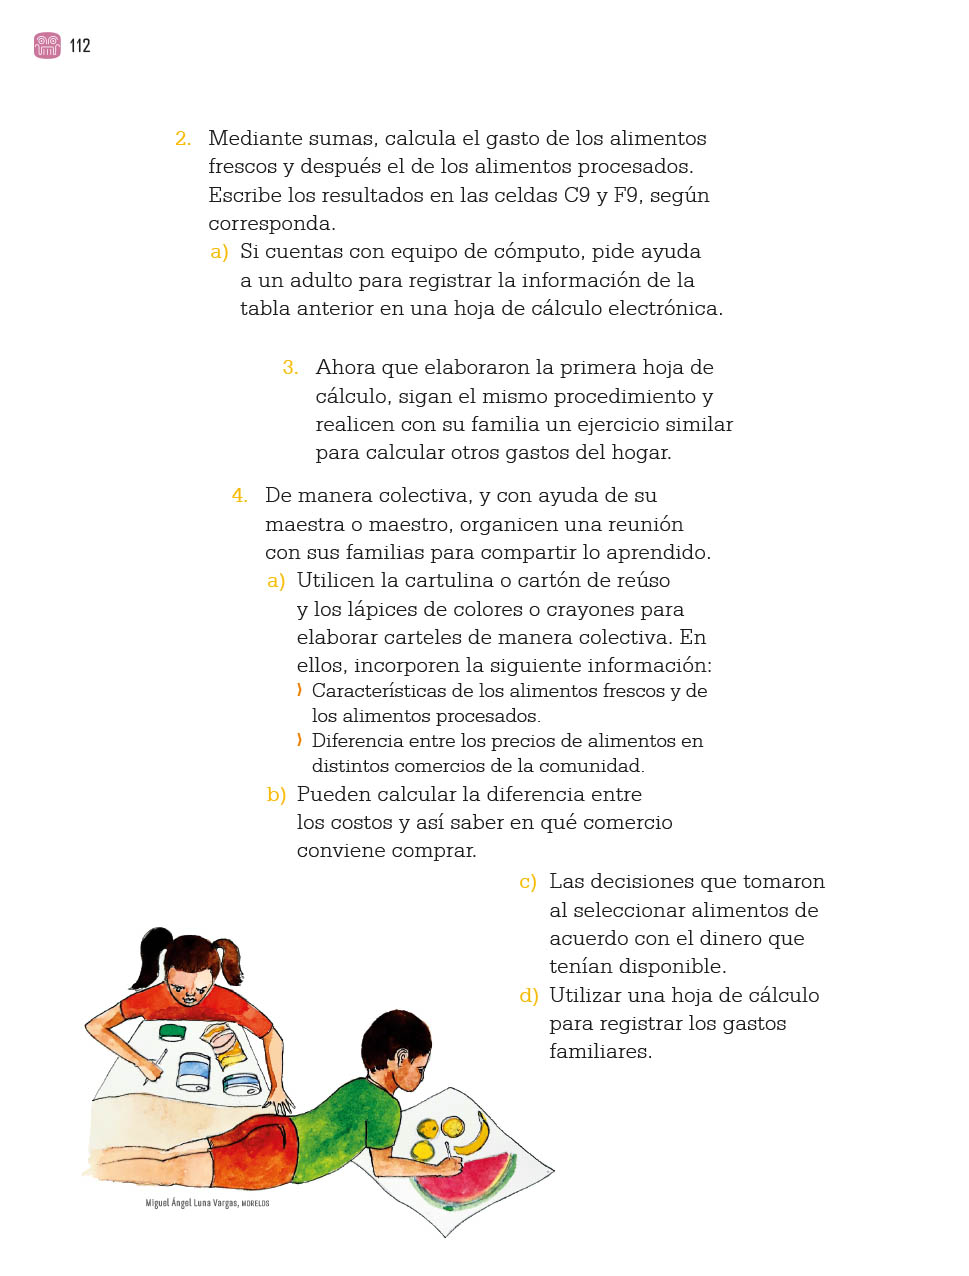 112
2. Mediante sumas, calcula el gasto de los alimentos
frescos y después el de los alimentos procesados.
Escribe los resultados en las celdas C9 y F9, según
corresponda.
a) Si cuentas con equipo de cómputo, pide ayuda
a un adulto para registrar la información de la
tabla anterior en una hoja de cálculo electrónica.
3. Ahora que elaboraron la primera hoja de
cálculo, sigan el mismo procedimiento y
realicen con su familia un ejercicio similar
para calcular otros gastos del hogar.
4. De manera colectiva, y con ayuda de su
maestra o maestro, organicen una reunión
con sus familias para compartir lo aprendido.
a) Utilicen la cartulina o cartón de reúso
y los lápices de colores o crayones para
elaborar carteles de manera colectiva. En
ellos, incorporen la siguiente información:
⟩ Características de los alimentos frescos y de
los alimentos procesados.
⟩ Diferencia entre los precios de alimentos en
distintos comercios de la comunidad.
b) Pueden calcular la diferencia entre
los costos y así saber en qué comercio
conviene comprar.
c) Las decisiones que tomaron
al seleccionar alimentos de
acuerdo con el dinero que
tenían disponible.
d) Utilizar una hoja de cálculo
para registrar los gastos
familiares.
Miguel Ángel Luna Vargas, MORELOS